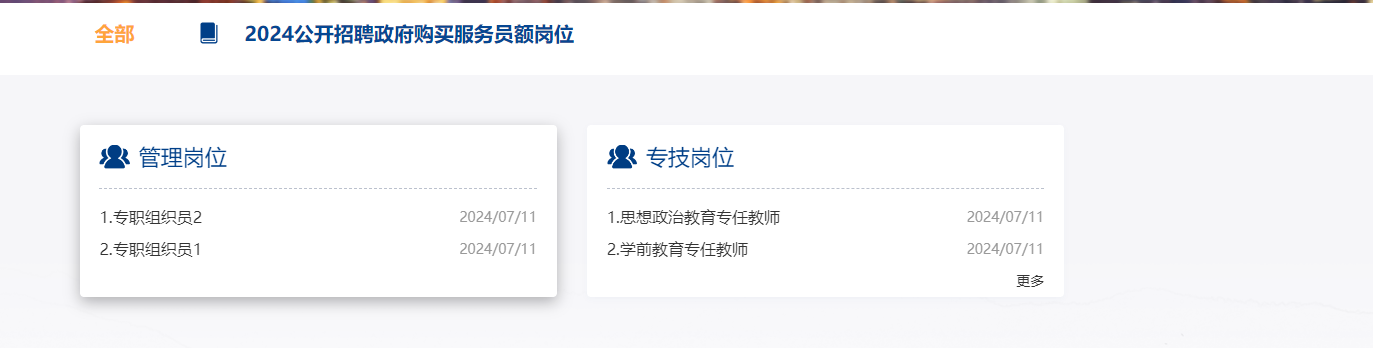 全部 2024公开招聘政府购买服务员额岗位
管理岗位
1.专职组织员2 2024/07/11
2.专职组织员1 2024/07/11
专技岗位
1.思想政治教育专任教师 2024/07/11
2.学前教育专任教师 2024/07/11
更多